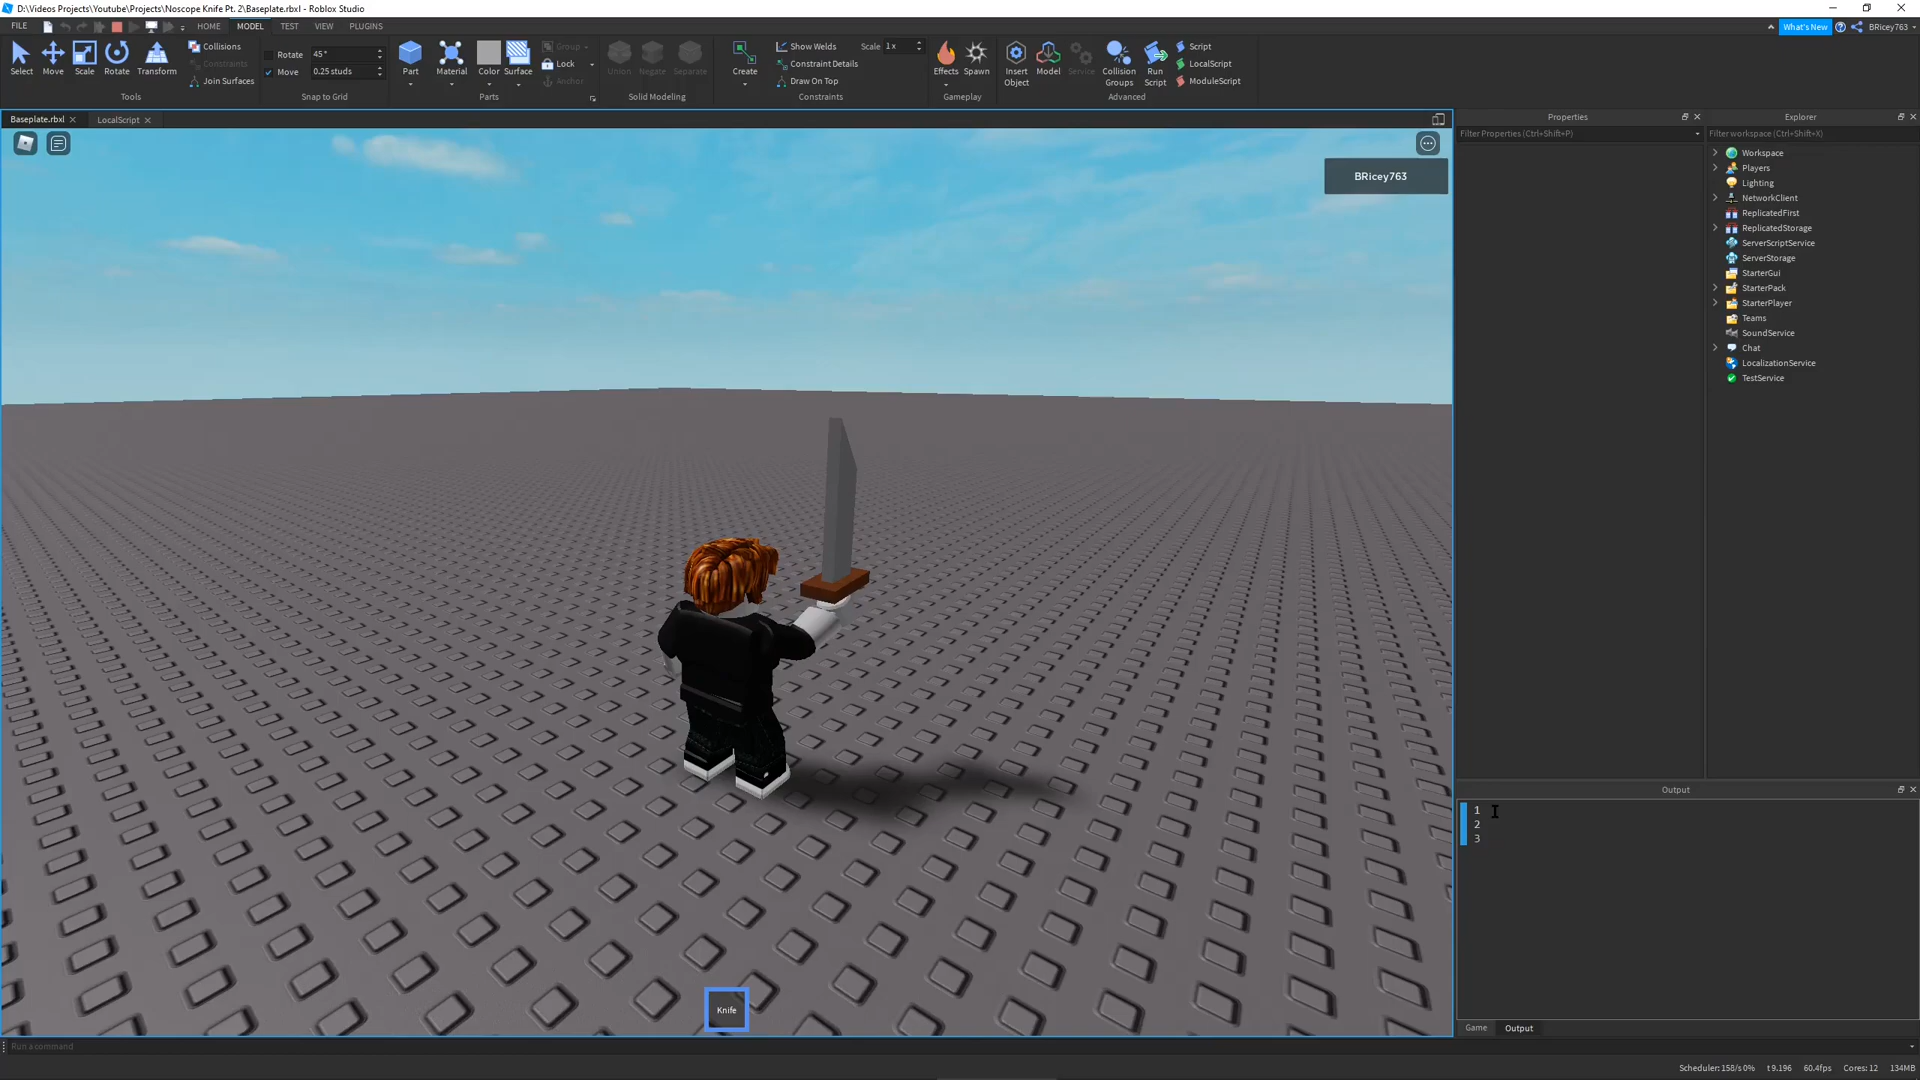 D:\Videos Projects\Youtube\Projects\Noscope Knife Pt. 2\Baseplate.rbxl - Roblox Studio
FILE HOME MODEL TEST VIEW PLUGINS What's New BRicey763
Select Move Scale Rotate Transform
Collisions
Constraints
Join Surfaces
Tools
Rotate 45°
Move 0.25 studs
Snap to Grid
Part Material Color Surface
Group
Lock
Anchor
Parts
Union Negate Separate
Solid Modeling
Create
Show Welds Scale 1x
Constraint Details
Draw On Top
Constraints
Effects Spawn
Gameplay
Insert Object
Model
Service
Collision Groups
Run Script
Script
LocalScript
ModuleScript
Advanced
Baseplate.rbxl LocalScript
BRicey763
Knife
Properties
Filter Properties (Ctrl+Shift+P)
Explorer
Filter workspace (Ctrl+Shift+X)
Workspace
Players
Lighting
NetworkClient
ReplicatedFirst
ReplicatedStorage
ServerScriptService
ServerStorage
StarterGui
StarterPack
StarterPlayer
Teams
SoundService
Chat
LocalizationService
TestService
Output
1
2
3
Game Output
Run a command
Scheduler: 158/s 0% t 9.196 60.4fps Cores: 12 134MB